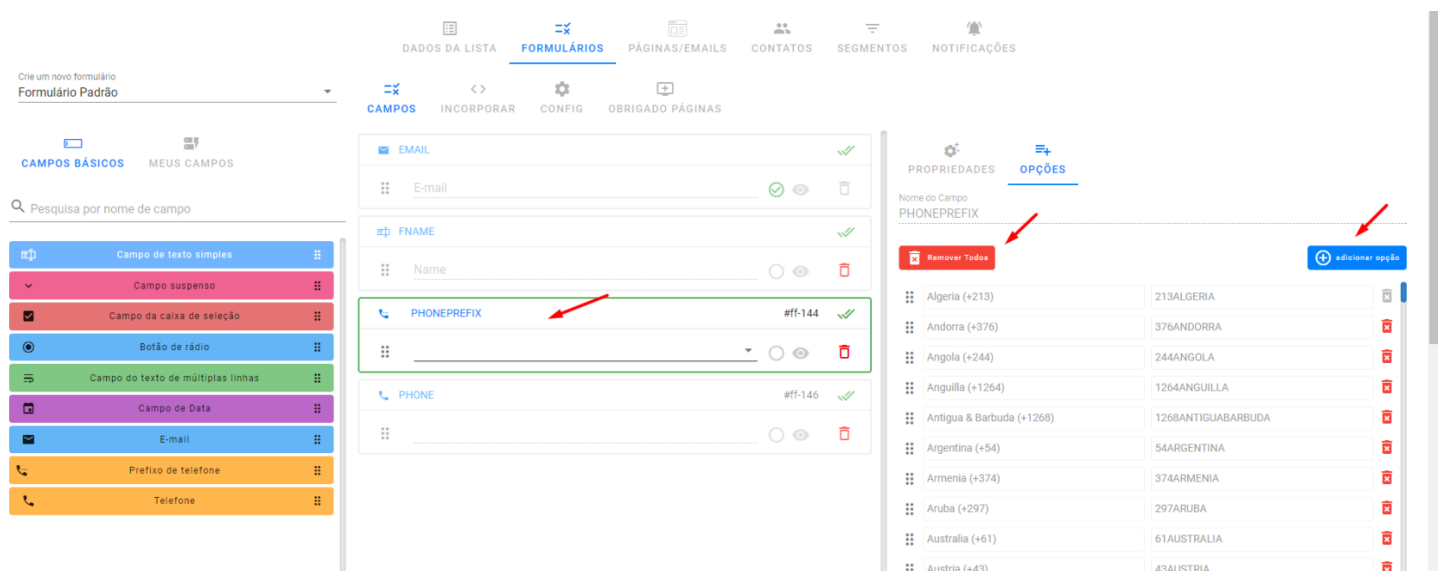 DADOS DA LISTA FORMULÁRIOS PÁGINAS/EMAILS CONTATOS SEGMENTOS NOTIFICAÇÕES
Crie um novo formulário
Formulário Padrão
CAMPOS INCORPORAR CONFIG OBRIGADO PÁGINAS
CAMPOS BÁSICOS MEUS CAMPOS
Pesquisa por nome de campo
Campo de texto simples
Campo suspenso
Campo da caixa de seleção
Botão de rádio
Campo do texto de múltiplas linhas
Campo de Data
E-mail
Prefixo de telefone
Telefone
EMAIL
E-mail
FNAME
Name
PHONEPREFIX #ff-144
PHONE #ff-146
PROPRIEDADES OPÇÕES
Nome do Campo
PHONEPREFIX
Remover Todos adicionar opção
Algeria (+213) 213ALGERIA
Andorra (+376) 376ANDORRA
Angola (+244) 244ANGOLA
Anguilla (+1264) 1264ANGUILLA
Antigua & Barbuda (+1268) 1268ANTIGUABARBUDA
Argentina (+54) 54ARGENTINA
Armenia (+374) 374ARMENIA
Aruba (+297) 297ARUBA
Australia (+61) 61AUSTRALIA
Austria (+43) 43AUSTRIA